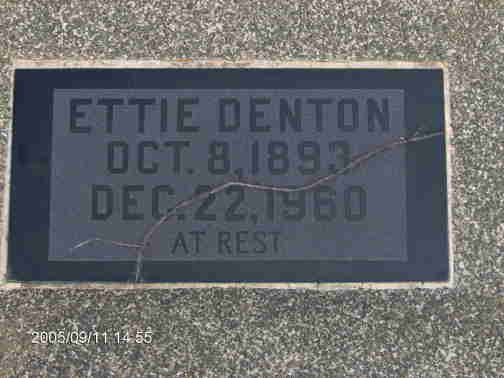 ETTIE DENTON
OCT. 8, 1893
DEC. 22, 1960
AT REST
2005/09/11 14:55